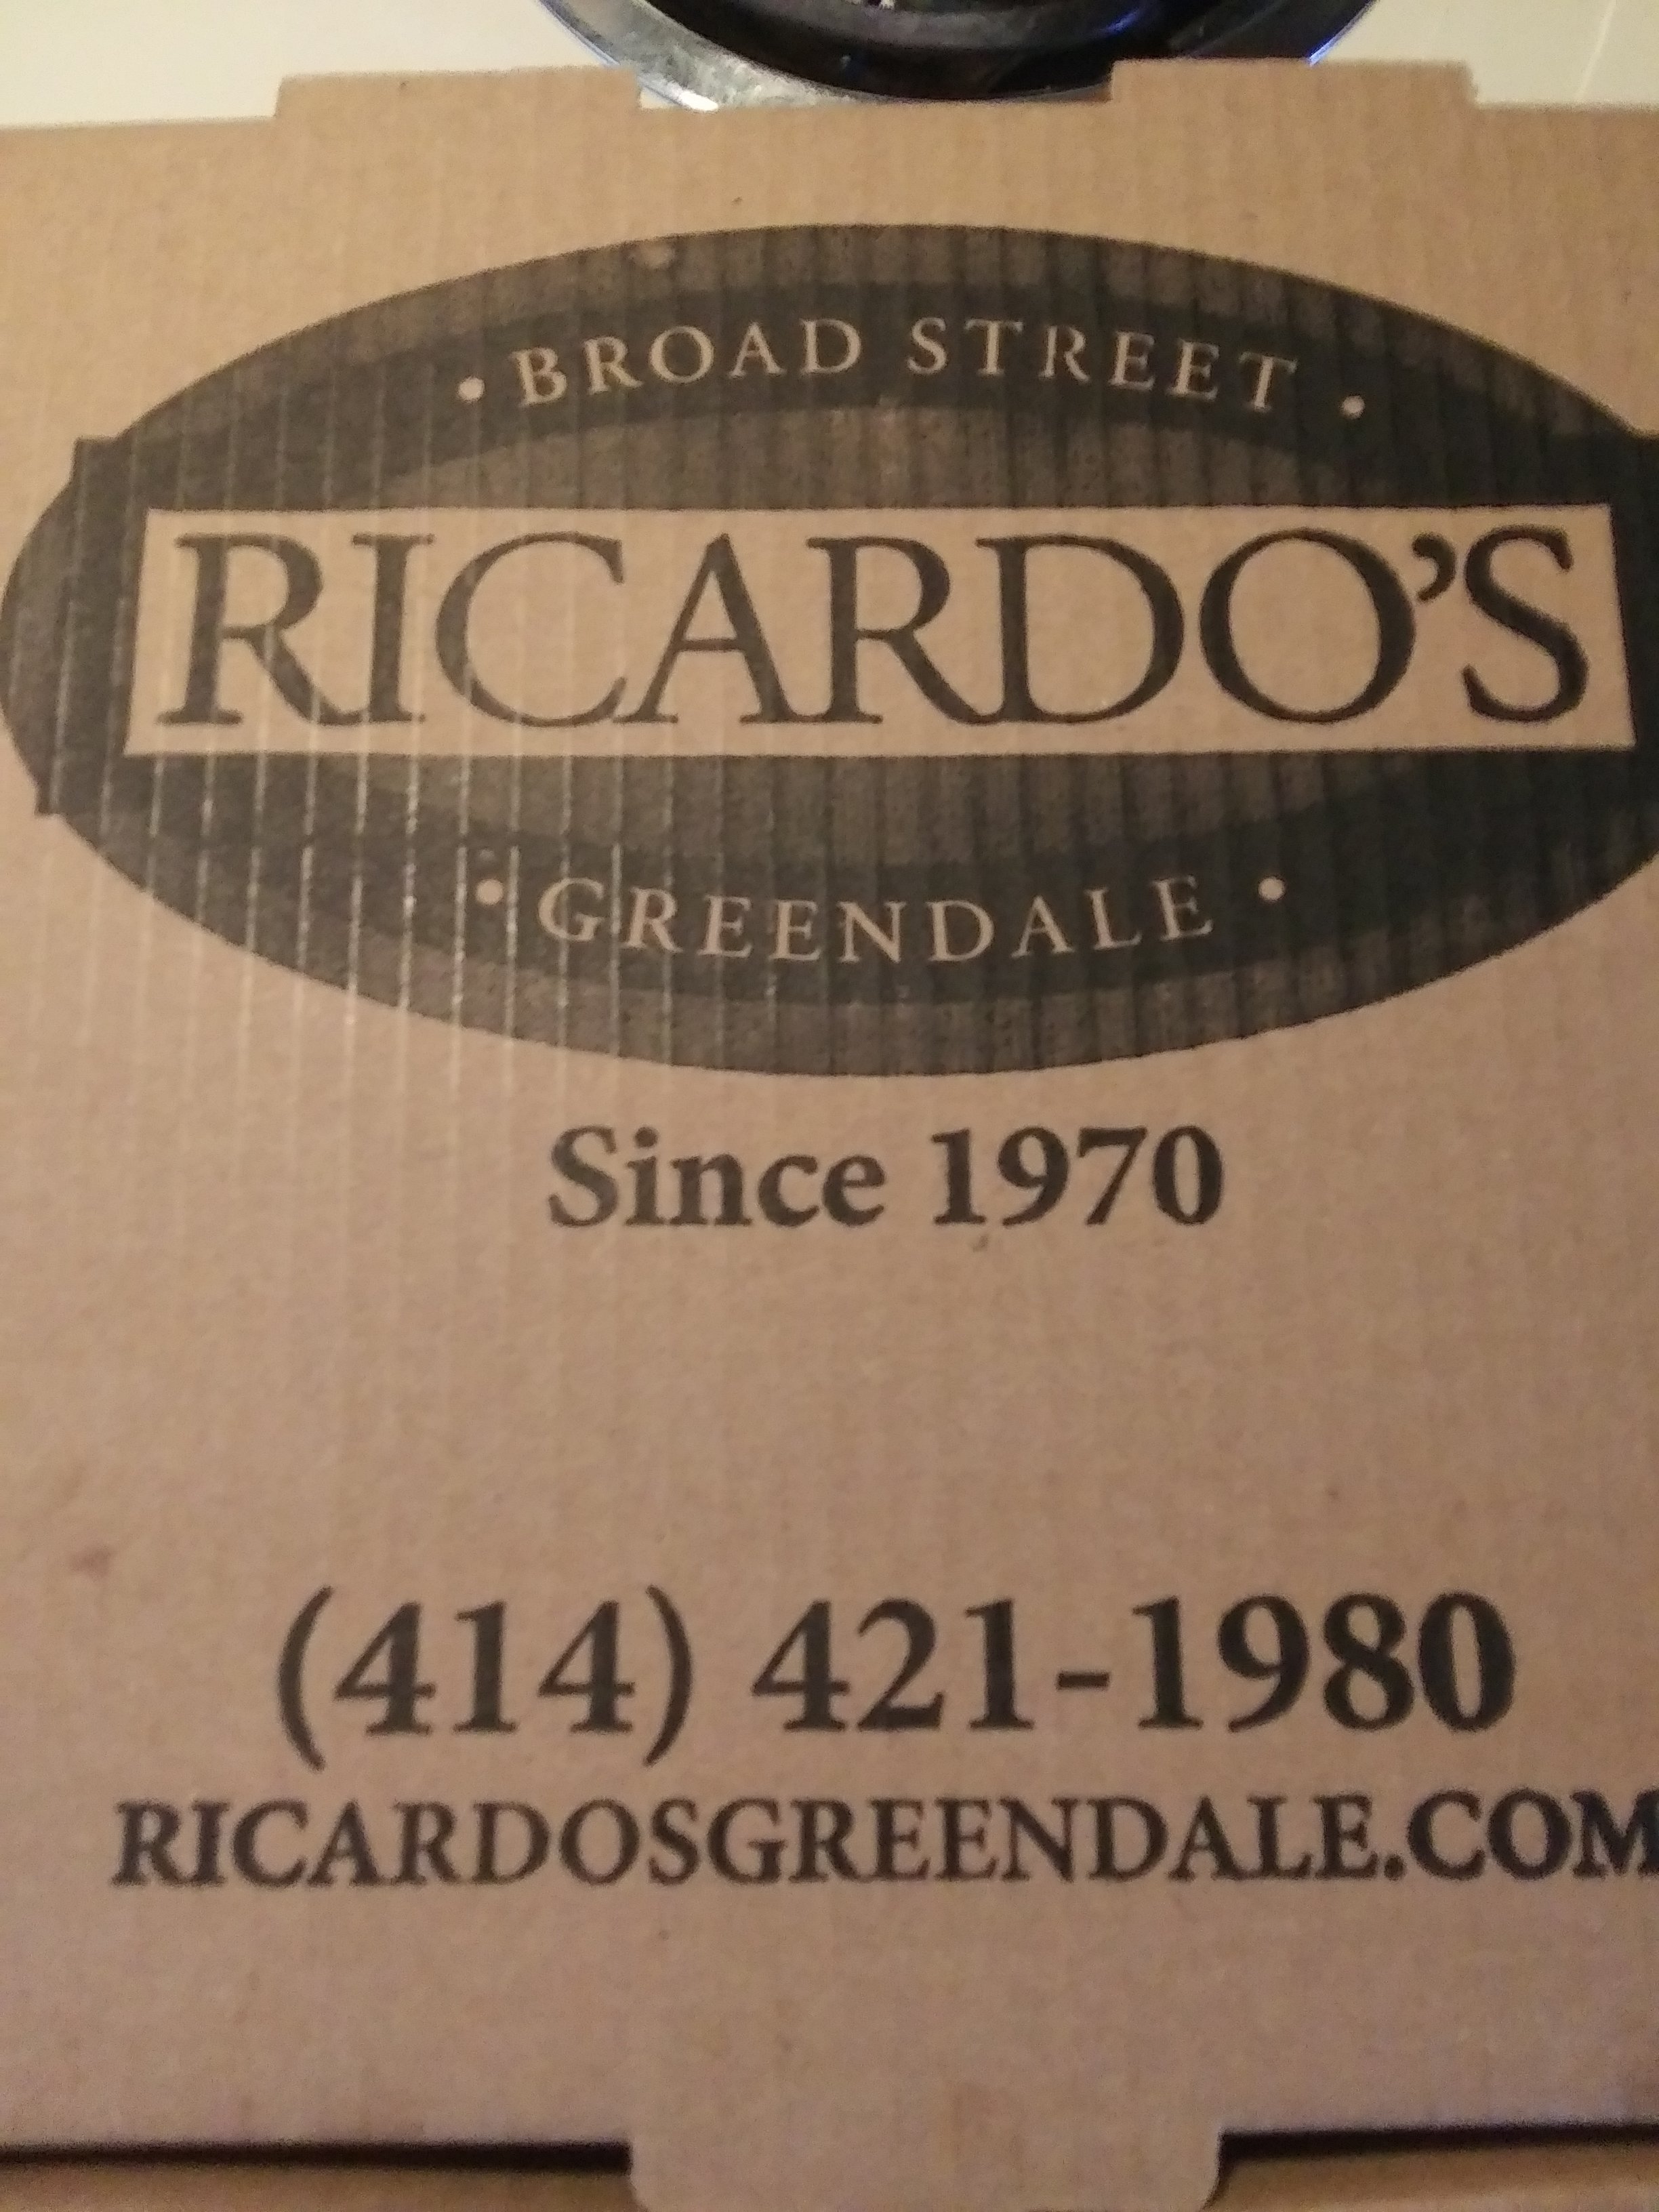 • BROAD STREET •
RICARDO’S
• GREENDALE •
Since 1970
(414) 421-1980
RICARDOSGREENDALE.COM